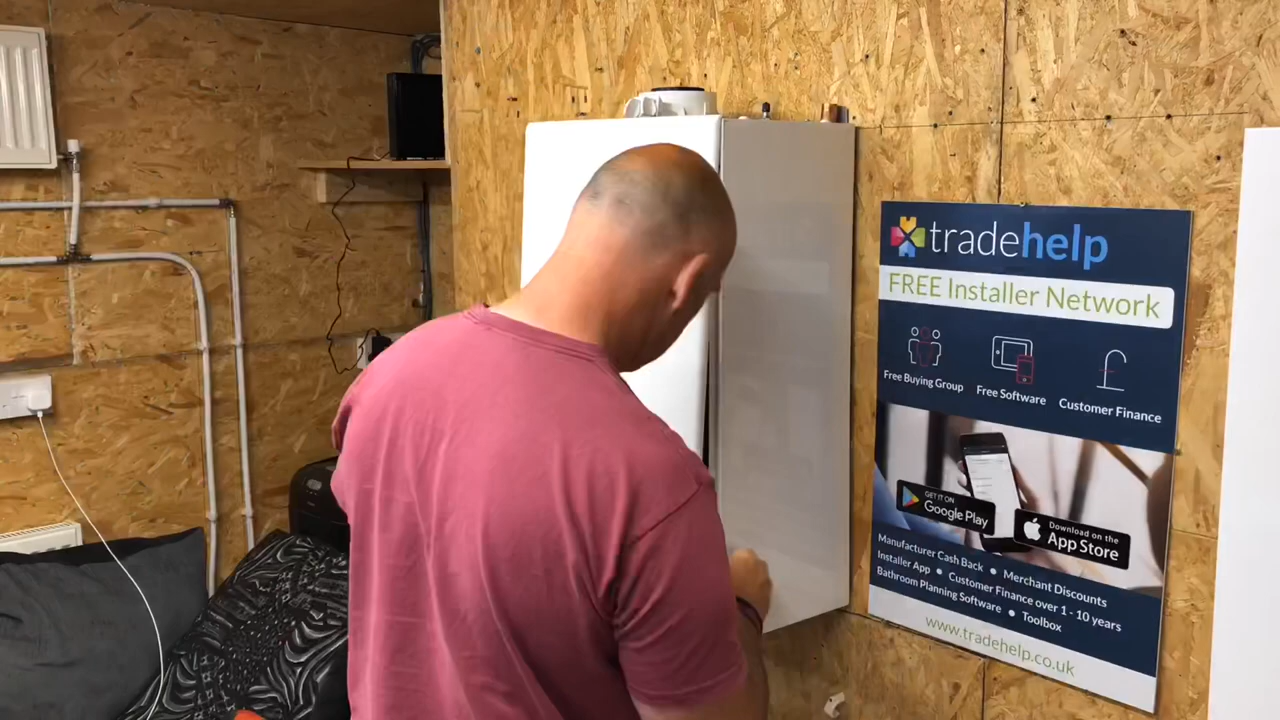 tradehelp
FREE Installer Network
Free Buying Group
Free Software
Customer Finance
GET IT ON
Google Play
Download on the
App Store
Manufacturer Cash Back • Merchant Discounts
Installer App • Customer Finance over 1 - 10 years
Bathroom Planning Software • Toolbox
www.tradehelp.co.uk